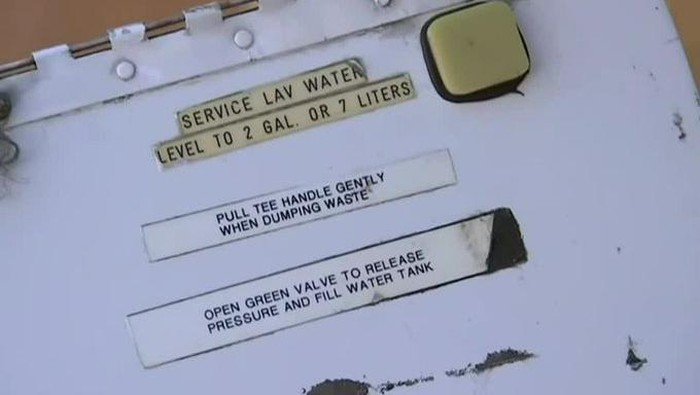 SERVICE LAV WATER
LEVEL TO 2 GAL. OR 7 LITERS
PULL TEE HANDLE GENTLY
WHEN DUMPING WASTE
OPEN GREEN VALVE TO RELEASE
PRESSURE AND FILL WATER TANK